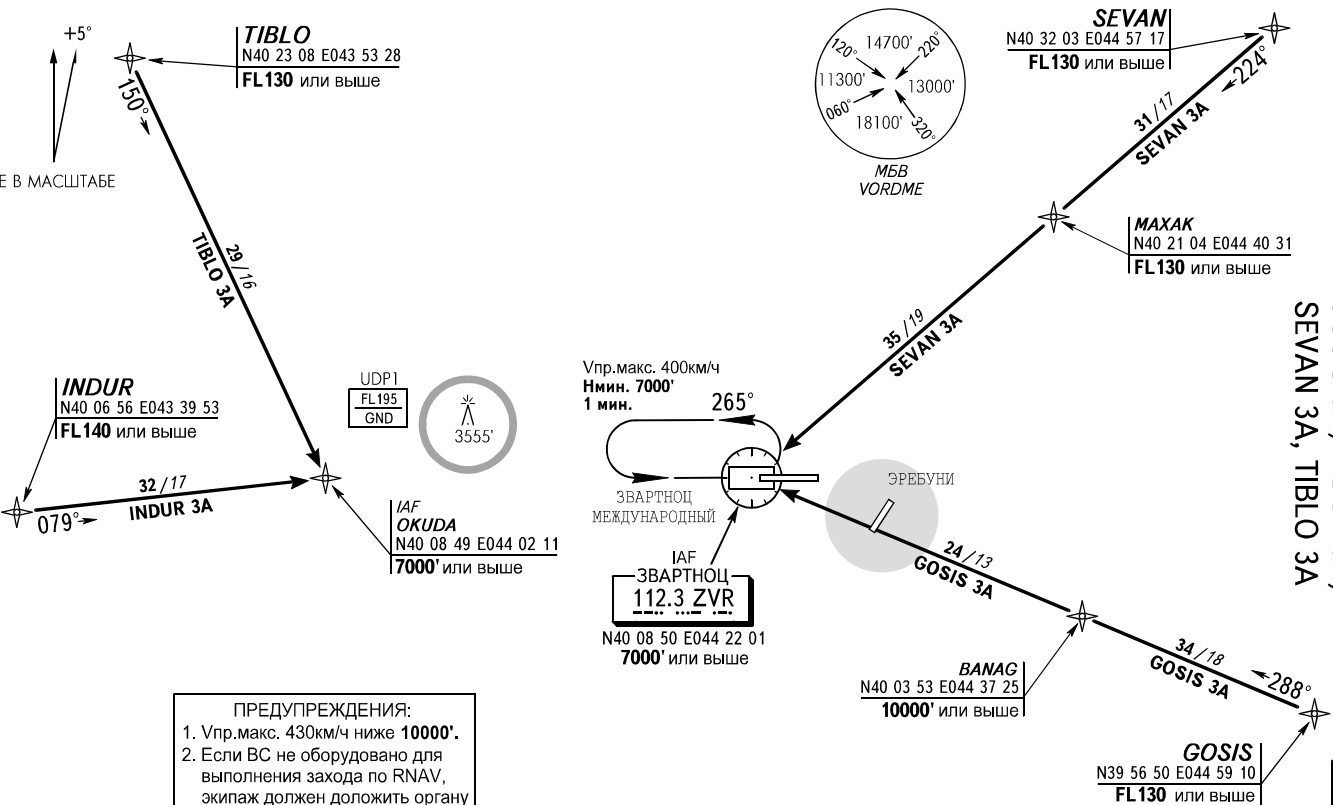 +5°
Е В МАСШТАБЕ
TIBLO
N40 23 08 E043 53 28
FL130 или выше
150°
29/16
TIBLO 3A
INDUR
N40 06 56 E043 39 53
FL140 или выше
32/17
INDUR 3A
079°
UDP1
FL195
GND
3555'
IAF
OKUDA
N40 08 49 E044 02 11
7000' или выше
120°
14700'
220°
11300'
13000'
060°
18100'
320°
МБВ
VORDME
SEVAN
N40 32 03 E044 57 17
FL130 или выше
224°
31/17
SEVAN 3A
MAXAK
N40 21 04 E044 40 31
FL130 или выше
35/19
SEVAN 3A
Vпр.макс. 400км/ч
Hмин. 7000'
1 мин.
265°
ЗВАРТНОЦ
МЕЖДУНАРОДНЫЙ
ЭРЕБУНИ
IAF
ЗВАРТНОЦ
112.3 ZVR
N40 08 50 E044 22 01
7000' или выше
24/13
GOSIS 3A
BANAG
N40 03 53 E044 37 25
10000' или выше
34/18
GOSIS 3A
288°
GOSIS
N39 56 50 E044 59 10
FL130 или выше
SEVAN 3A, TIBLO 3A
ПРЕДУПРЕЖДЕНИЯ:
1. Vпр.макс. 430км/ч ниже 10000'.
2. Если ВС не оборудовано для
выполнения захода по RNAV,
экипаж должен доложить органу